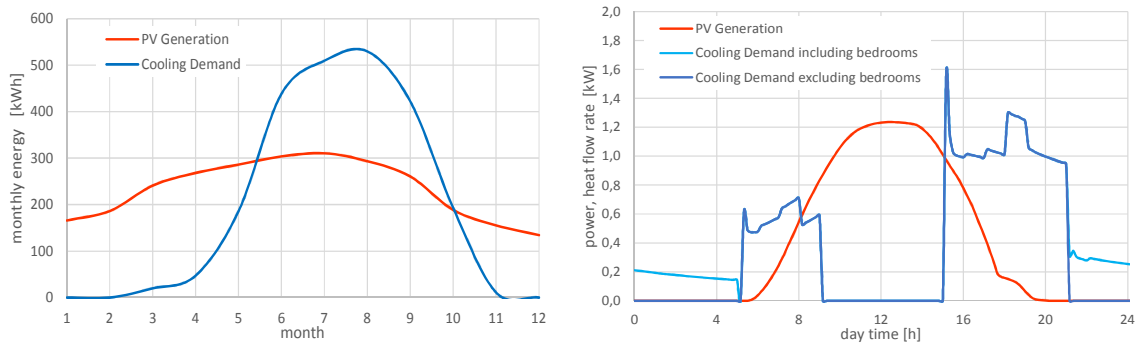 600
500
400
300
200
100
0
monthly energy [kWh]
PV Generation
Cooling Demand
1 2 3 4 5 6 7 8 9 10 11 12
month
2,0
1,8
1,6
1,4
1,2
1,0
0,8
0,6
0,4
0,2
0,0
power, heat flow rate [kW]
PV Generation
Cooling Demand including bedrooms
Cooling Demand excluding bedrooms
0 4 8 12 16 20 24
day time [h]